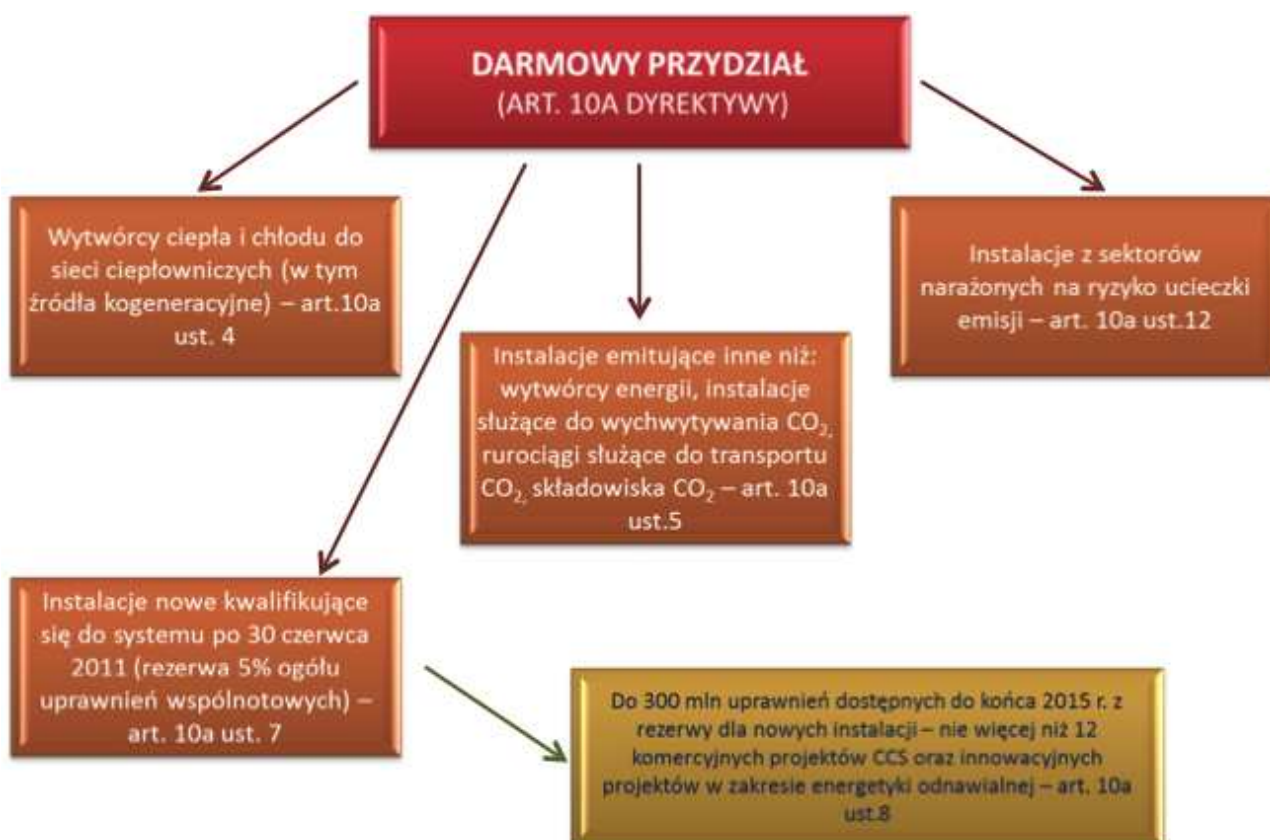 DARMOWY PRZYDZIAŁ
(ART. 10A DYREKTYWY)
Wytwórcy ciepła i chłodu do
sieci ciepłowniczych (w tym
źródła kogeneracyjne) – art.10a
ust. 4
Instalacje z sektorów
narażonych na ryzyko ucieczki
emisji – art. 10a ust.12
Instalacje emitujące inne niż:
wytwórcy energii, instalacje
służące do wychwytywania CO₂,
rurociągi służące do transportu
CO₂, składowiska CO₂ – art. 10a
ust.5
Instalacje nowe kwalifikujące
się do systemu po 30 czerwca
2011 (rezerwa 5% ogółu
uprawnień wspólnotowych) –
art. 10a ust. 7
Do 300 mln uprawnień dostępnych do końca 2015 r. z
rezerwy dla nowych instalacji – nie więcej niż 12
komercyjnych projektów CCS oraz innowacyjnych
projektów w zakresie energetyki odnawialnej – art. 10a
ust.8